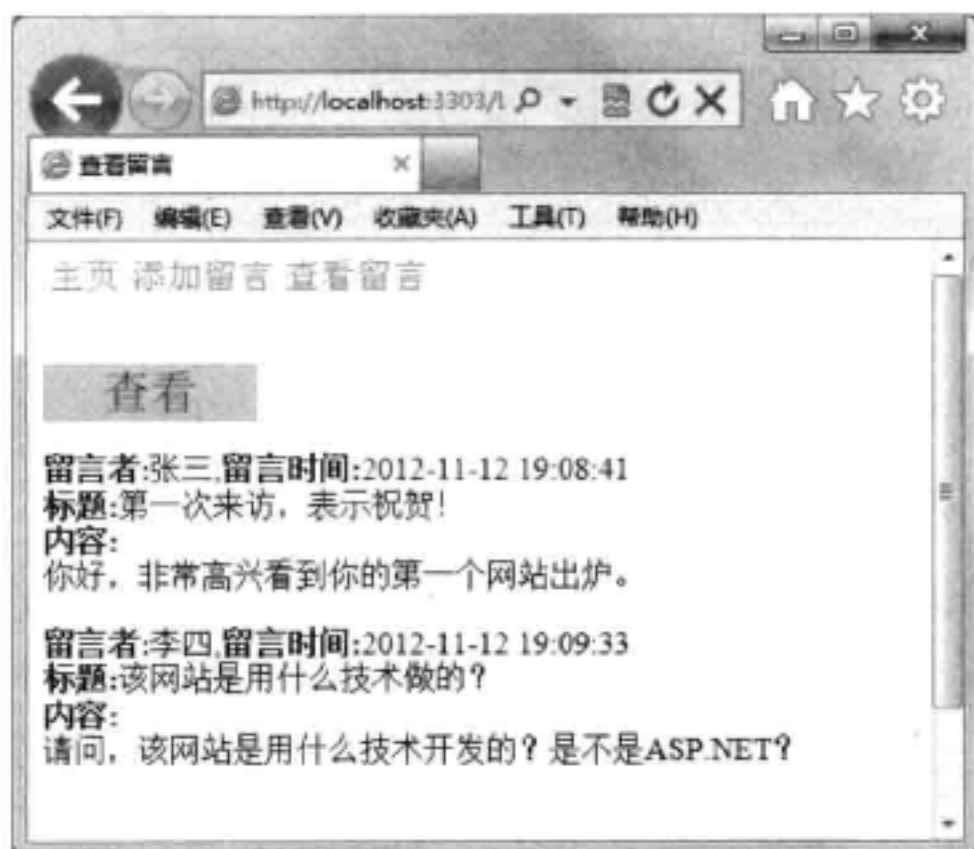 http://localhost:3303/l
查看留言
文件(F) 编辑(E) 查看(V) 收藏夹(A) 工具(T) 帮助(H)
主页 添加留言 查看留言
查看
留言者:张三,留言时间:2012-11-12 19:08:41
标题:第一次来访，表示祝贺！
内容:
你好，非常高兴看到你的第一个网站出炉。
留言者:李四,留言时间:2012-11-12 19:09:33
标题:该网站是用什么技术做的？
内容:
请问，该网站是用什么技术开发的？是不是ASP.NET？